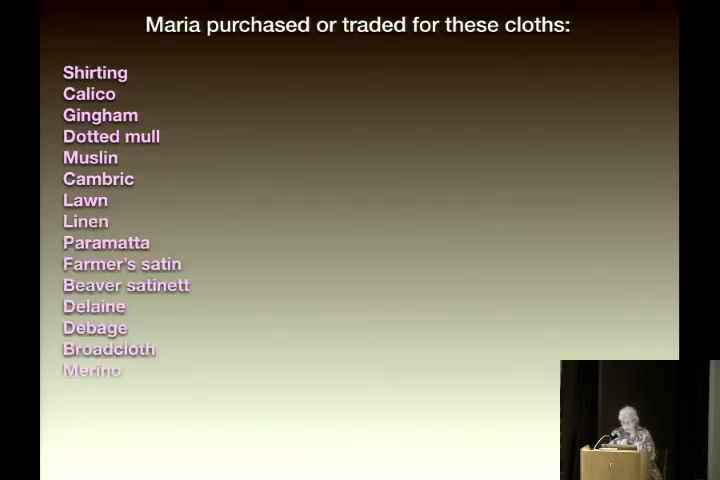 Maria purchased or traded for these cloths:
Shirting
Calico
Gingham
Dotted mull
Muslin
Cambric
Lawn
Linen
Paramatta
Farmer's satin
Beaver satinett
Delaine
Debage
Broadcloth
Merino